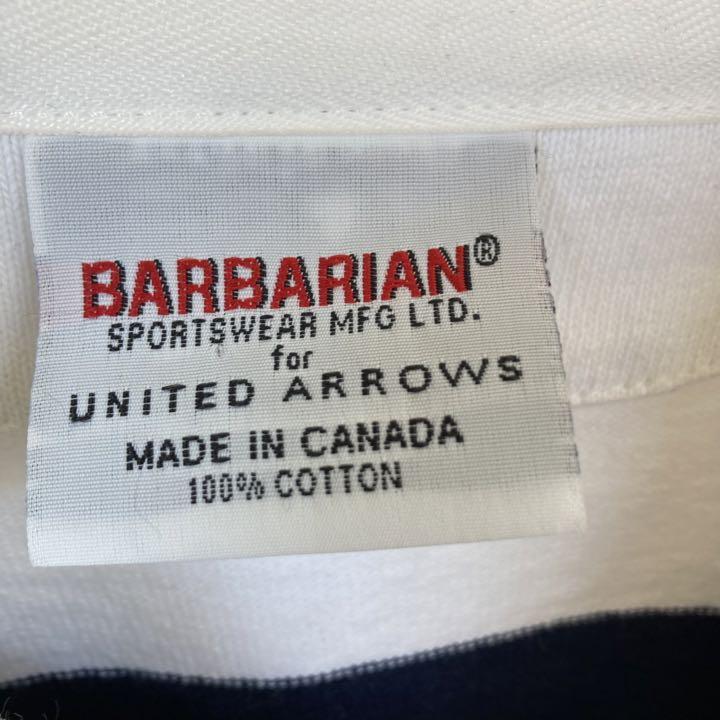 BARBARIAN®
SPORTSWEAR MFG LTD.
for
UNITED ARROWS
MADE IN CANADA
100% COTTON